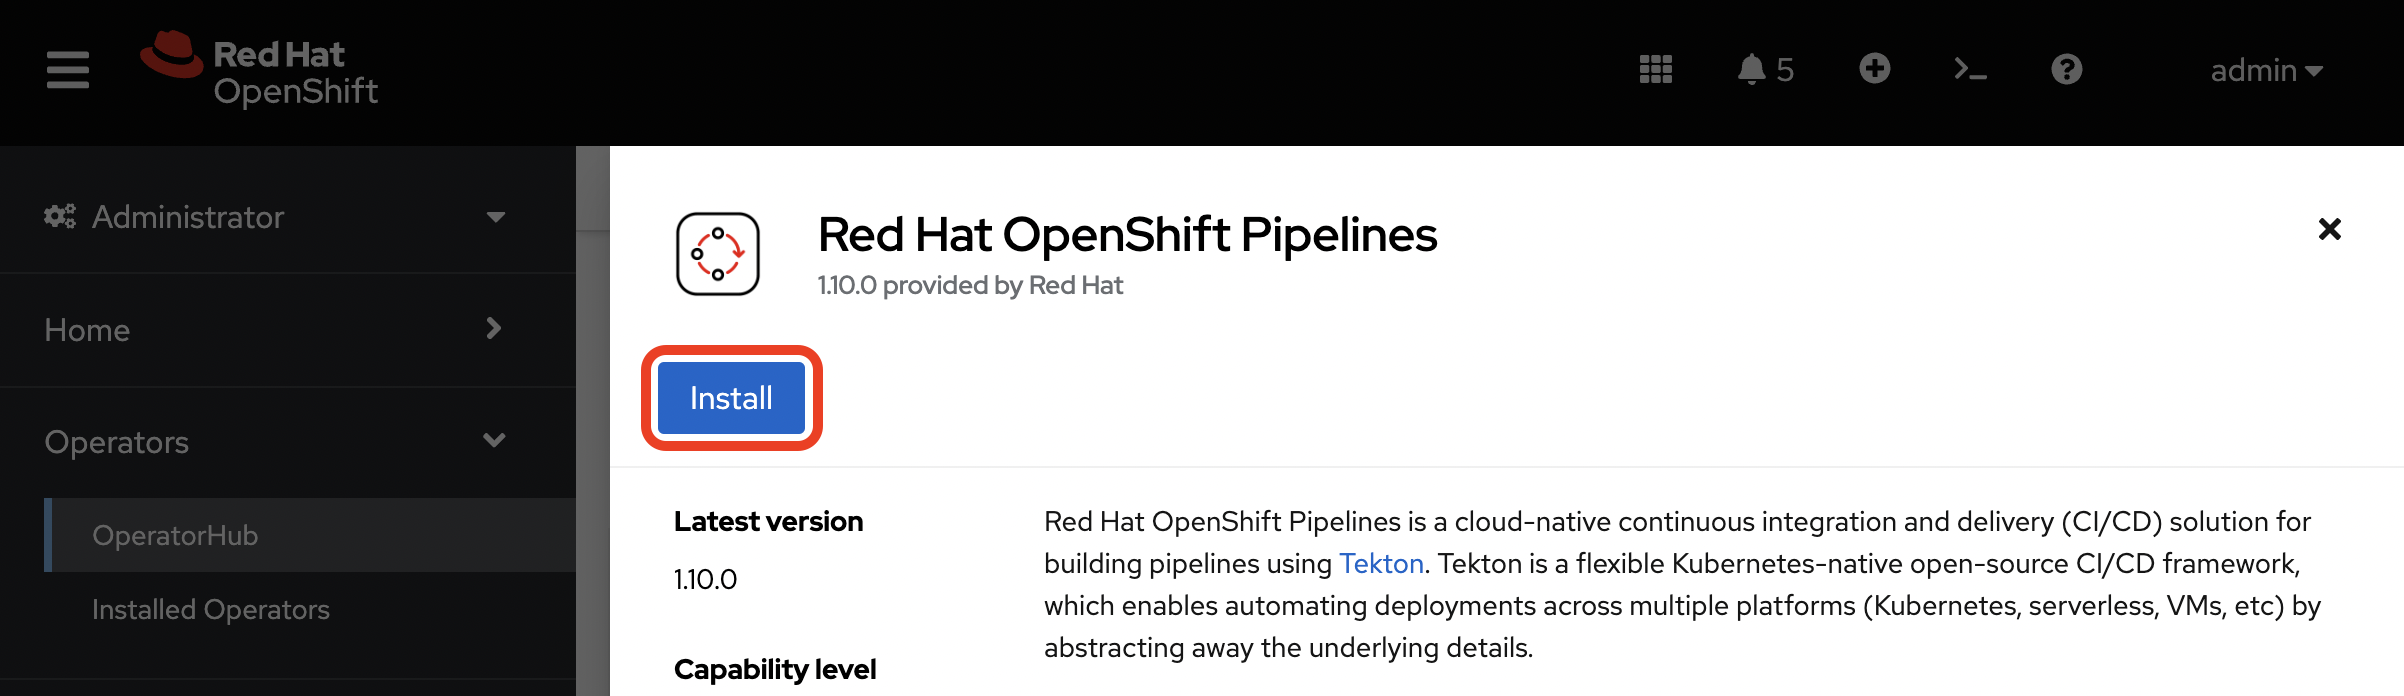 Red Hat
OpenShift
5
admin
Administrator
Home
Operators
OperatorHub
Installed Operators
Red Hat OpenShift Pipelines
1.10.0 provided by Red Hat
Install
Latest version
1.10.0
Capability level
Red Hat OpenShift Pipelines is a cloud-native continuous integration and delivery (CI/CD) solution for
building pipelines using Tekton. Tekton is a flexible Kubernetes-native open-source CI/CD framework,
which enables automating deployments across multiple platforms (Kubernetes, serverless, VMs, etc) by
abstracting away the underlying details.